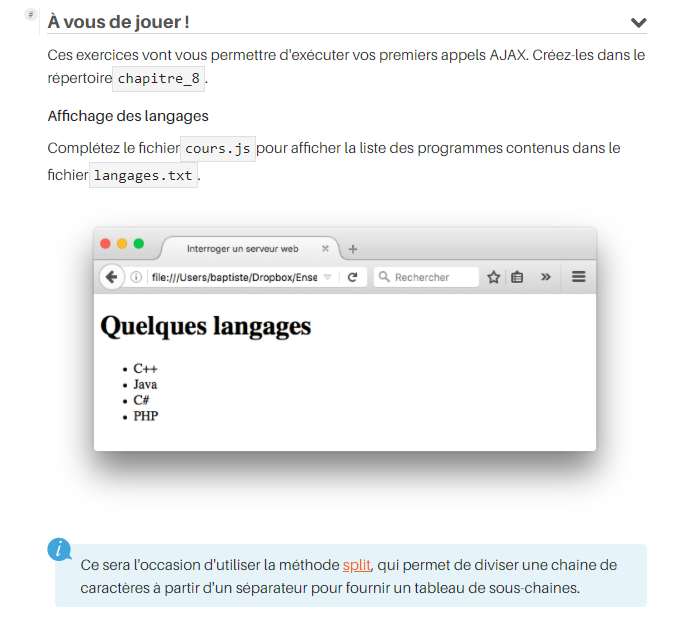 #
À vous de jouer !
Ces exercices vont vous permettre d'exécuter vos premiers appels AJAX. Créez-les dans le
répertoire chapitre_8.
Affichage des langages
Complétez le fichier cours.js pour afficher la liste des programmes contenus dans le
fichier langages.txt.
Interroger un serveur web × +
file:///Users/baptiste/Dropbox/Ense Rechercher »
Quelques langages
• C++
• Java
• C#
• PHP
i
Ce sera l'occasion d'utiliser la méthode split, qui permet de diviser une chaine de
caractères à partir d'un séparateur pour fournir un tableau de sous-chaines.